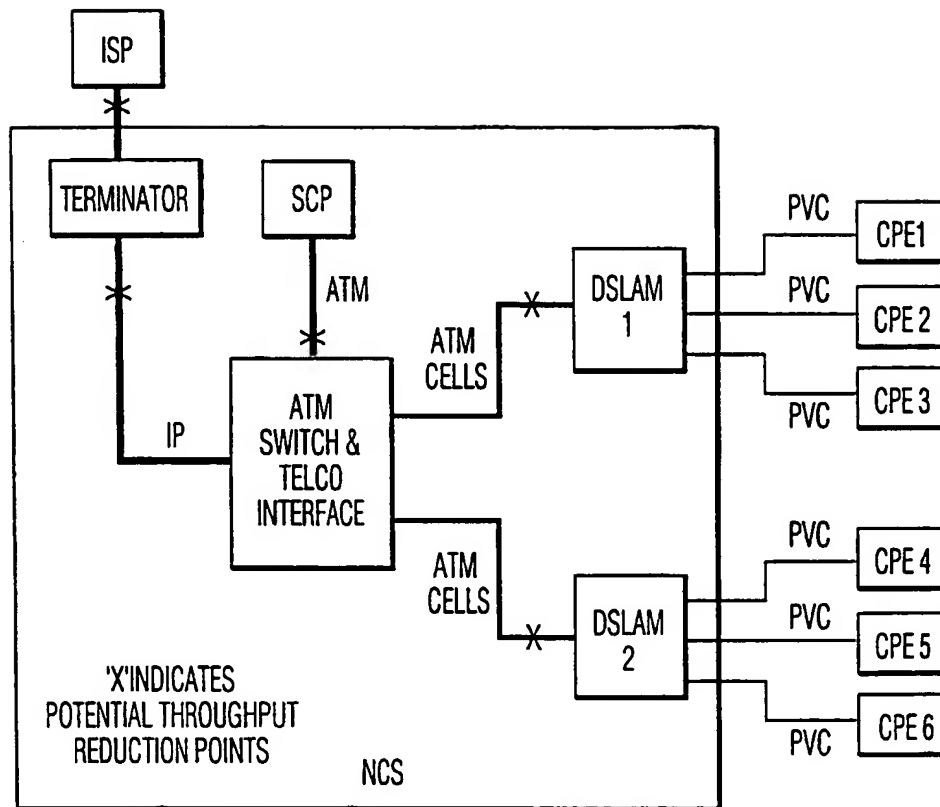 ISP
TERMINATOR
SCP
ATM
IP
ATM
SWITCH &
TELCO
INTERFACE
ATM
CELLS
ATM
CELLS
DSLAM
1
DSLAM
2
PVC
CPE1
PVC
CPE 2
CPE 3
PVC
PVC
CPE 4
PVC
CPE 5
CPE 6
PVC
'X'INDICATES
POTENTIAL THROUGHPUT
REDUCTION POINTS
NCS